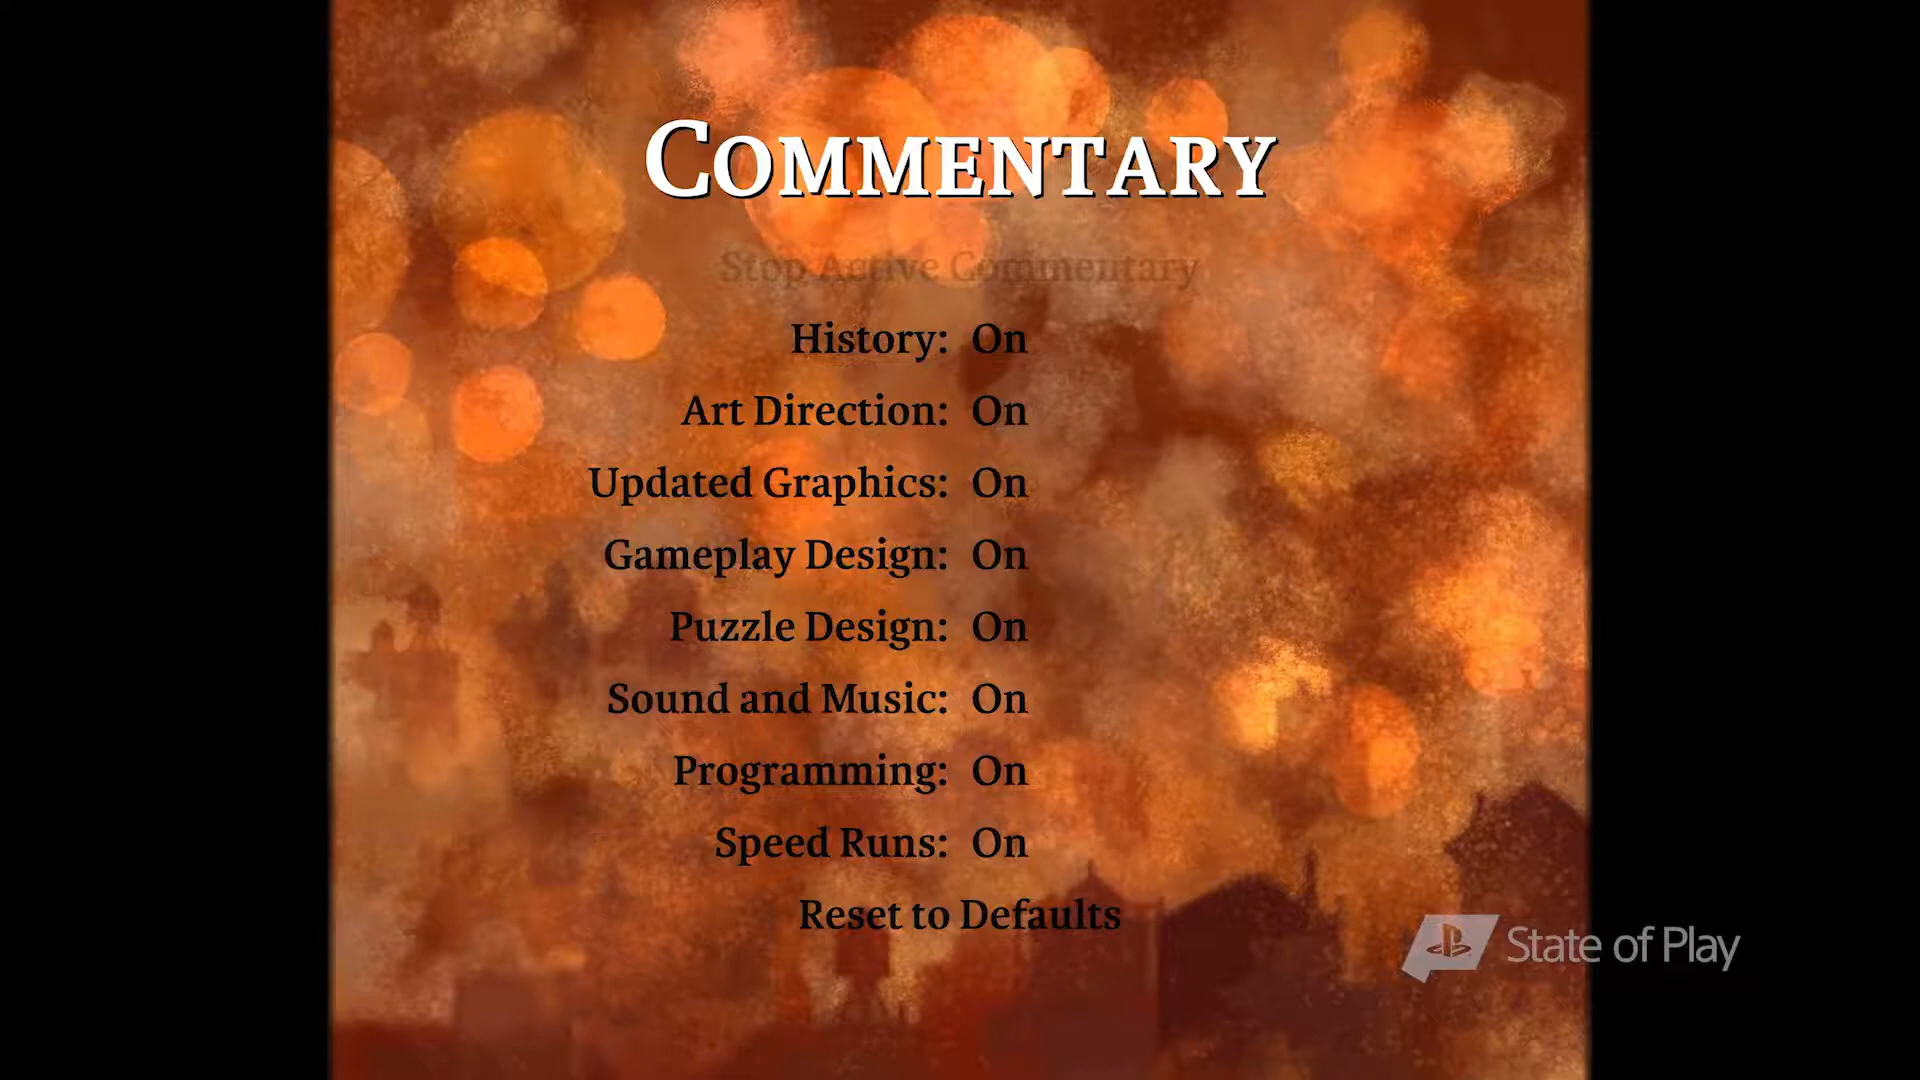 Commentary
Stop Active Commentary
History: On
Art Direction: On
Updated Graphics: On
Gameplay Design: On
Puzzle Design: On
Sound and Music: On
Programming: On
Speed Runs: On
Reset to Defaults
State of Play